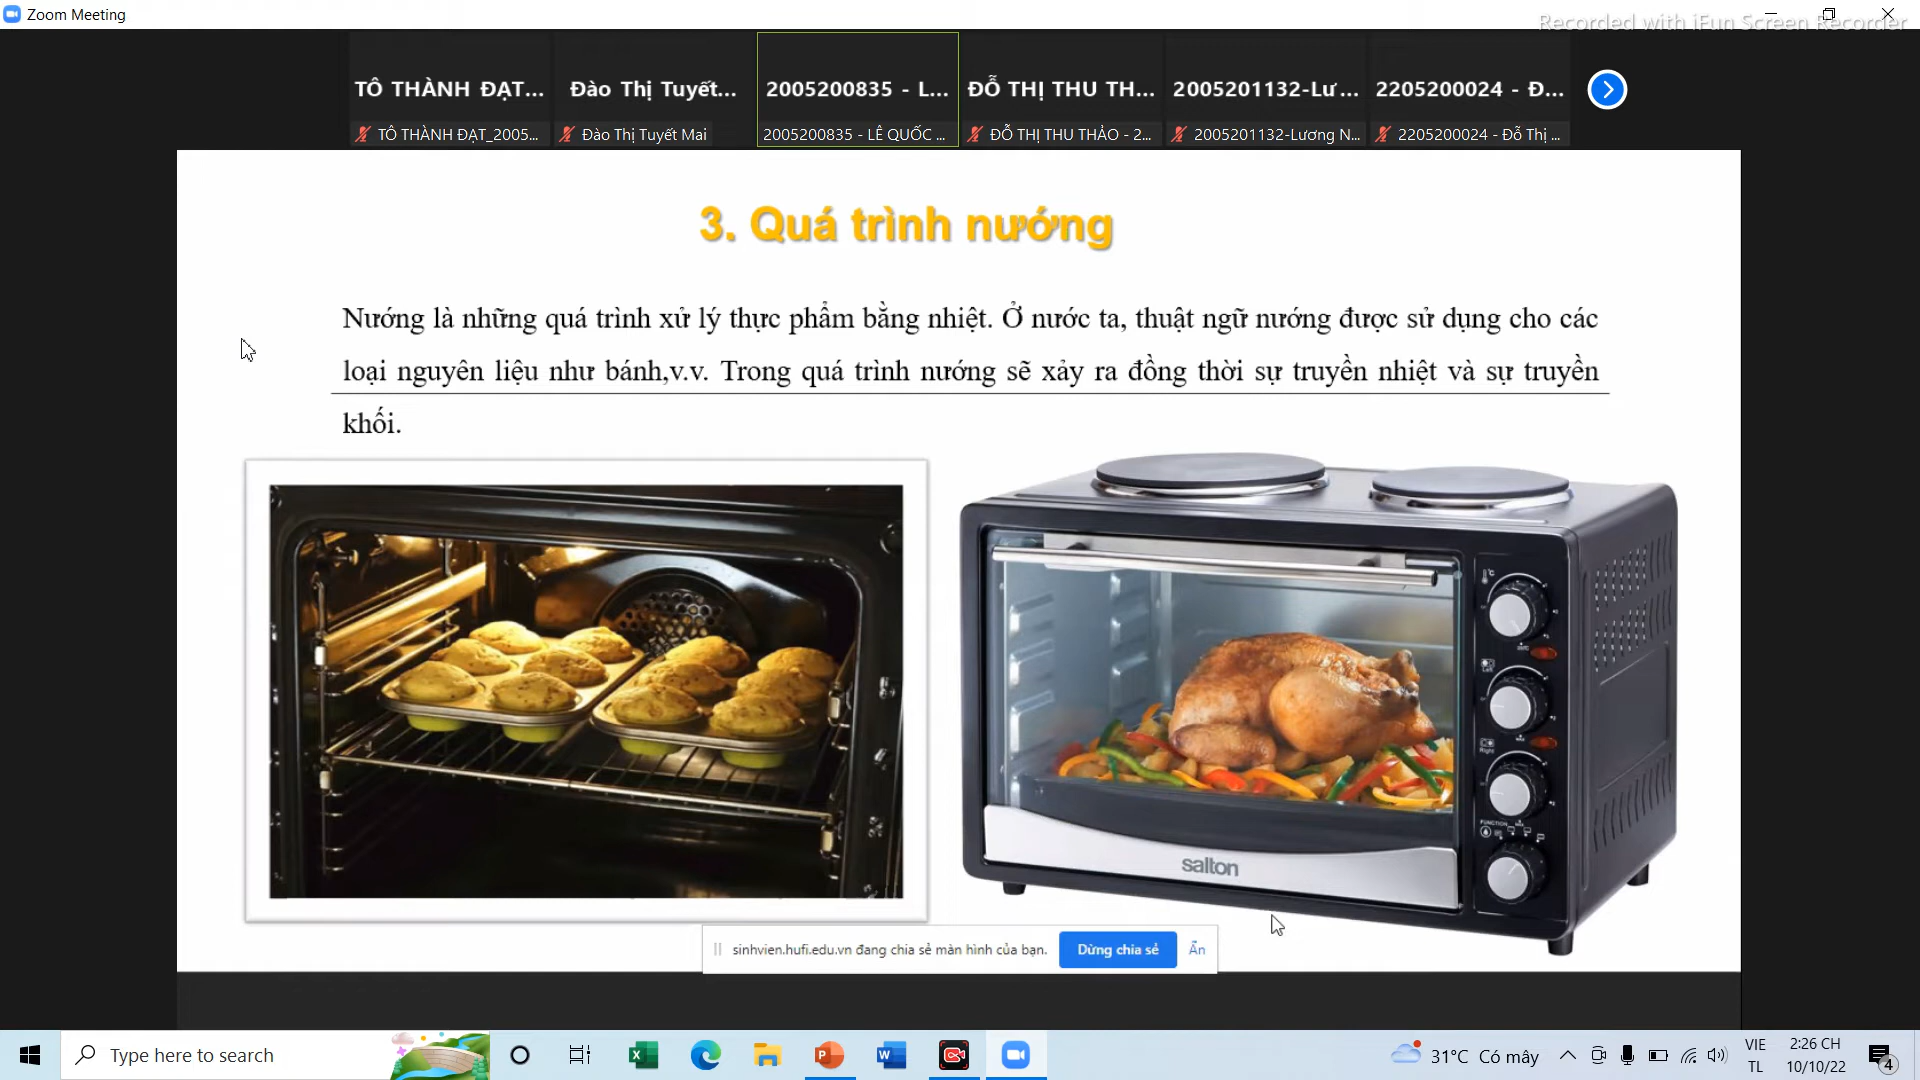 Zoom Meeting
Recorded with iFun Screen Recorder
TÔ THÀNH ĐẠT... Đào Thị Tuyết... 2005200835 - L... ĐỖ THỊ THU TH... 2005201132-Lư... 2205200024 - Đ...
TÔ THÀNH ĐẠT_2005... Đào Thị Tuyết Mai 2005200835 - LÊ QUỐC ... ĐỖ THỊ THU THẢO - 2... 2005201132-Lương N... 2205200024 - Đỗ Thị ...
3. Quá trình nướng
Nướng là những quá trình xử lý thực phẩm bằng nhiệt. Ở nước ta, thuật ngữ nướng được sử dụng cho các
loại nguyên liệu như bánh,v.v. Trong quá trình nướng sẽ xảy ra đồng thời sự truyền nhiệt và sự truyền
khối.
Left
Right
FUNCTION
salton
sinhvien.hufi.edu.vn đang chia sẻ màn hình của bạn. Dừng chia sẻ Ẩn
Type here to search
31°C Có mây
VIE
TL
2:26 CH
10/10/22
4